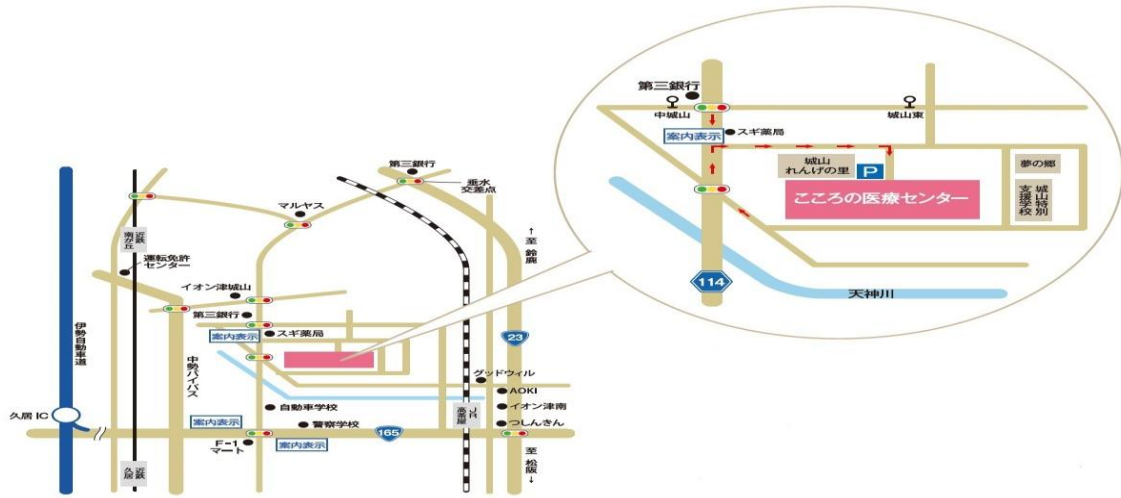 第三銀行
垂水
交差点
マルヤス
近鉄
南が丘
運転免許
センター
イオン津城山
第三銀行
案内表示
スギ薬局
伊勢自動車道
中勢バイパス
↑至 鈴鹿
23
グッドウィル
AOKI
イオン津南
つしんきん
自動車学校
警察学校
案内表示
久居 IC
165
F-1
マート
案内表示
近鉄
久居
JR
高茶屋
至 松阪↓
第三銀行
中城山
城山東
案内表示
スギ薬局
城山
れんげの里
P
夢の郷
こころの医療センター
城山特別
支援学校
114
天神川